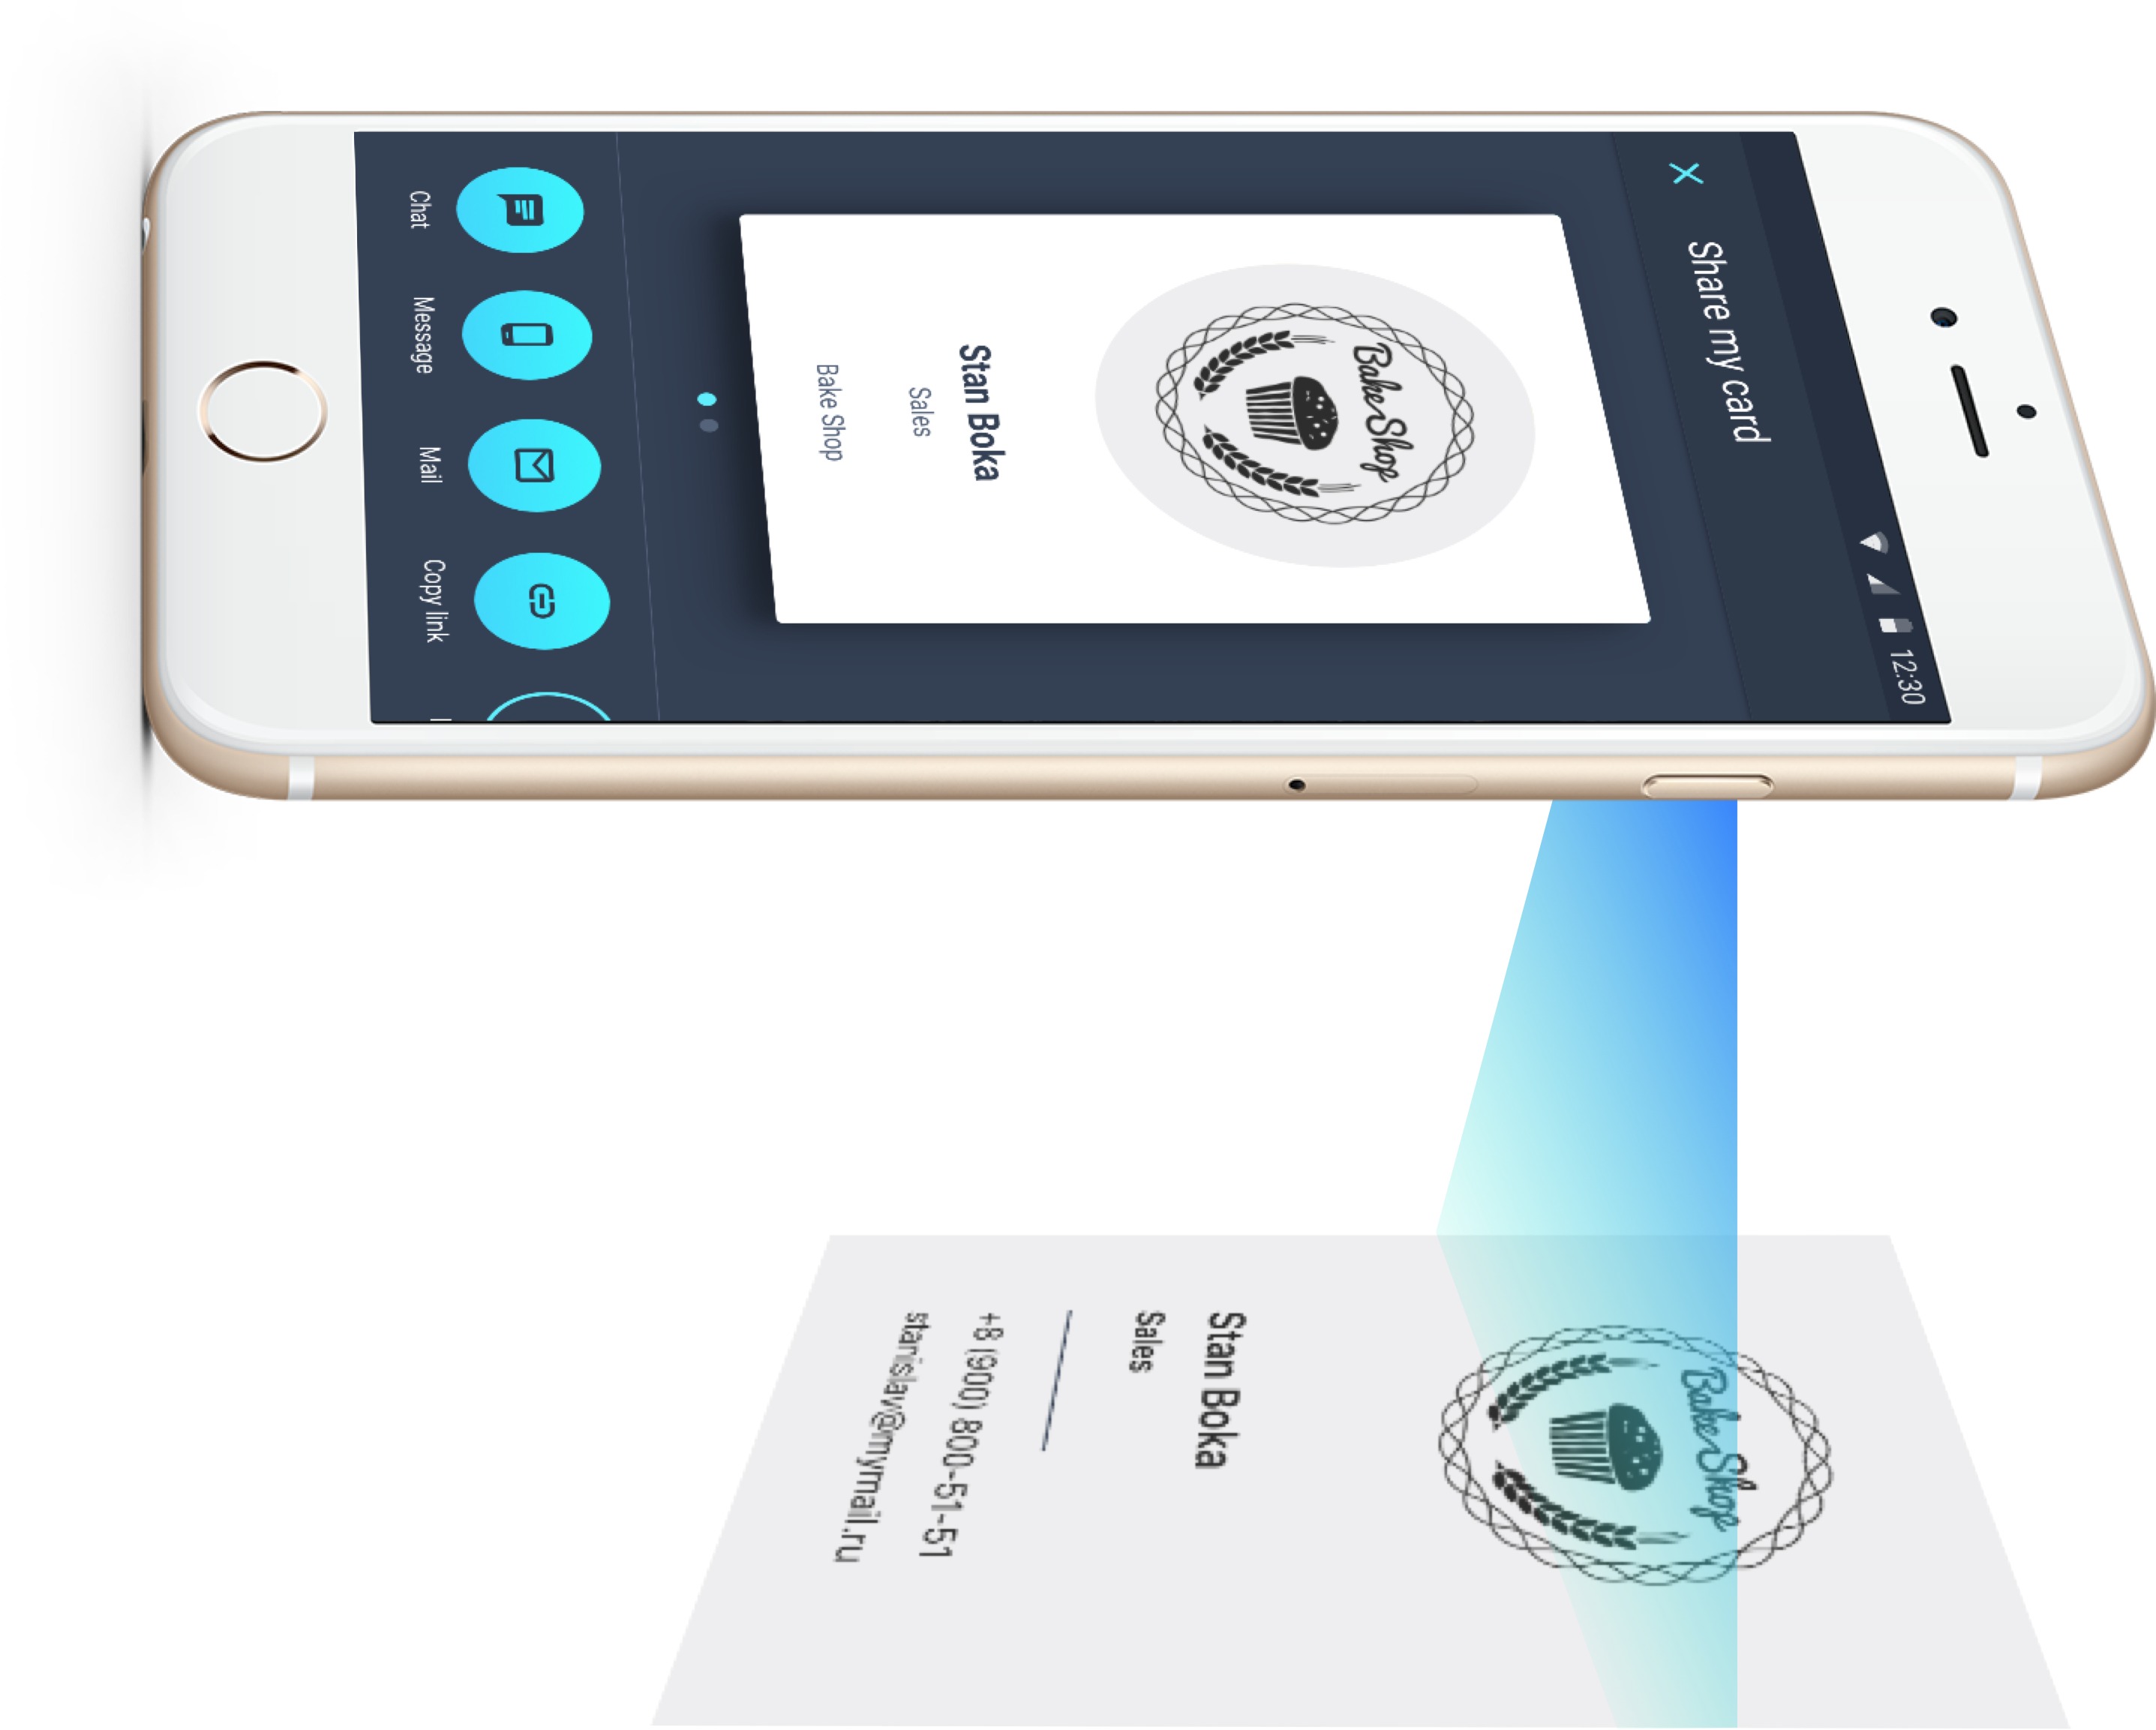 12:30
Share my card
Bake Shop
Stan Boka
Sales
Bake Shop
Chat
Message
Mail
Copy link
Bake Shop
Stan Boka
Sales
+8 (900) 800-51-51
stanislav@mymail.ru